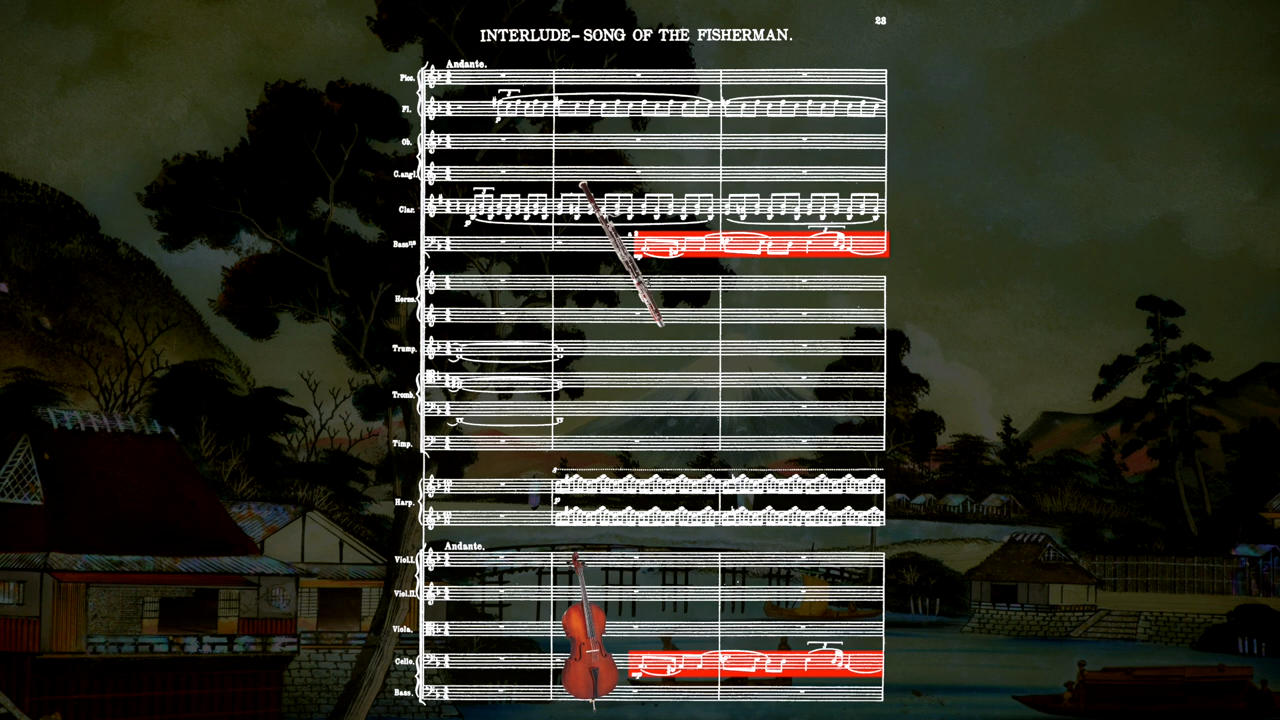 23
INTERLUDE-SONG OF THE FISHERMAN.
Andante.
Picc.
Fl.
Ob.
C.angl.
Clar.
Bassns
Horns.
Trump.
Tromb.
Timp.
Harp.
Andante.
Viol.I.
Viol.II.
Viola.
Cello.
Bass.